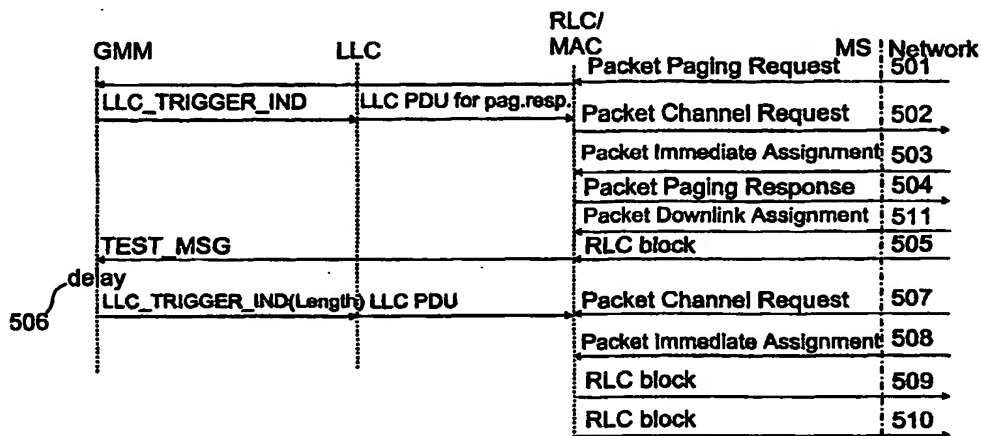 RLC/
GMM LLC MAC MS Network
Packet Paging Request 501
LLC_TRIGGER_IND LLC PDU for pag.resp.
Packet Channel Request 502
Packet Immediate Assignment 503
Packet Paging Response 504
Packet Downlink Assignment 511
TEST_MSG RLC block 505
delay
506
LLC_TRIGGER_IND(Length) LLC PDU Packet Channel Request 507
Packet Immediate Assignment 508
RLC block 509
RLC block 510